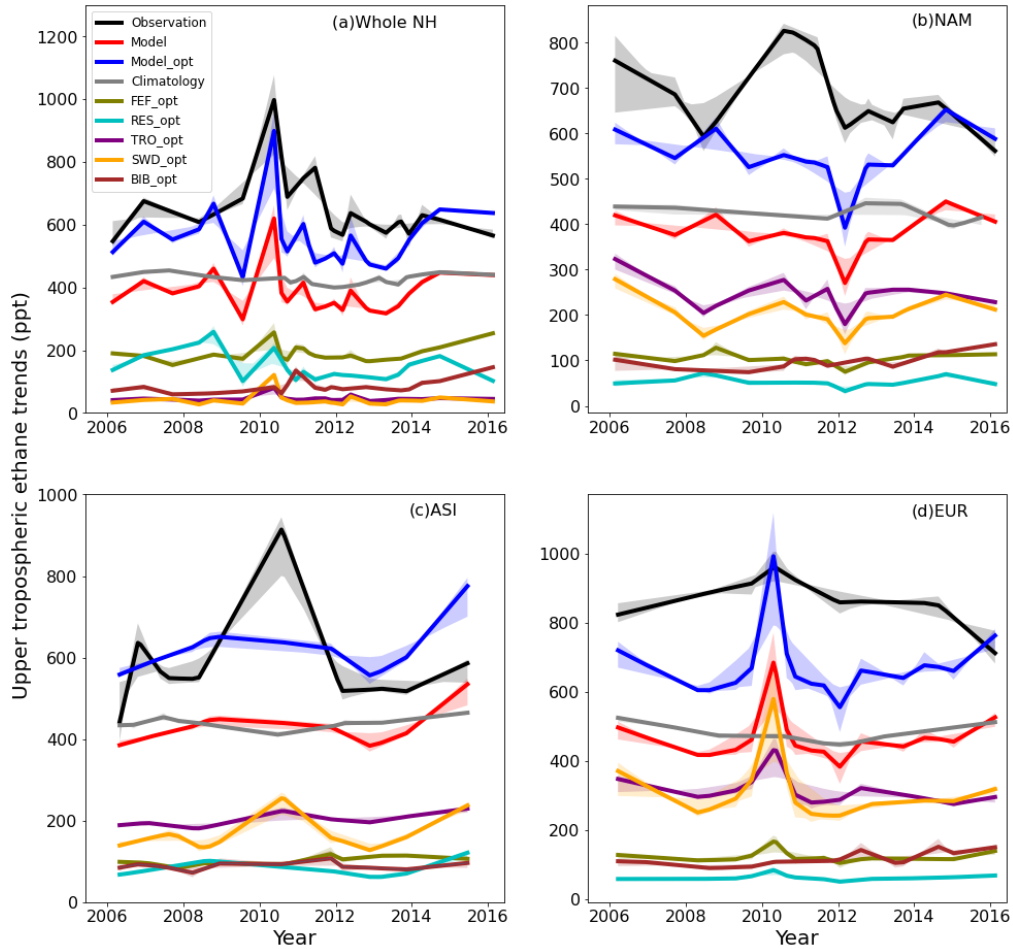 Upper tropospheric ethane trends (ppt)
(a)Whole NH
Observation
Model
Model_opt
Climatology
FEF_opt
RES_opt
TRO_opt
SWD_opt
BIB_opt
1200
1000
800
600
400
200
0
2006 2008 2010 2012 2014 2016
(b)NAM
800
700
600
500
400
300
200
100
0
2006 2008 2010 2012 2014 2016
(c)ASI
1000
800
600
400
200
0
2006 2008 2010 2012 2014 2016
Year
(d)EUR
1000
800
600
400
200
0
2006 2008 2010 2012 2014 2016
Year